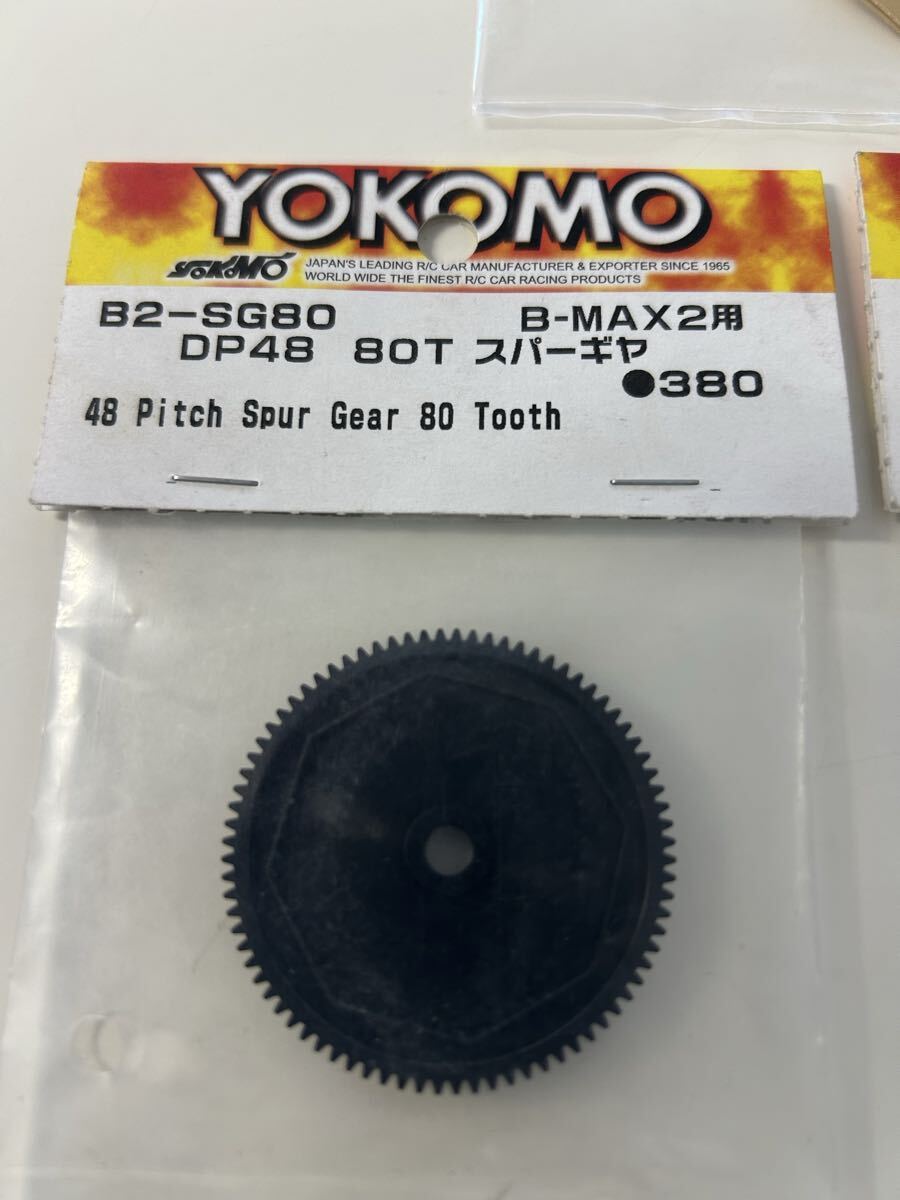 YOKOMO
YOKOMO JAPAN'S LEADING R/C CAR MANUFACTURER & EXPORTER SINCE 1965
WORLD WIDE THE FINEST R/C CAR RACING PRODUCTS
B2-SG80 B-MAX2用
DP48 80T スパーギヤ
●380
48 Pitch Spur Gear 80 Tooth